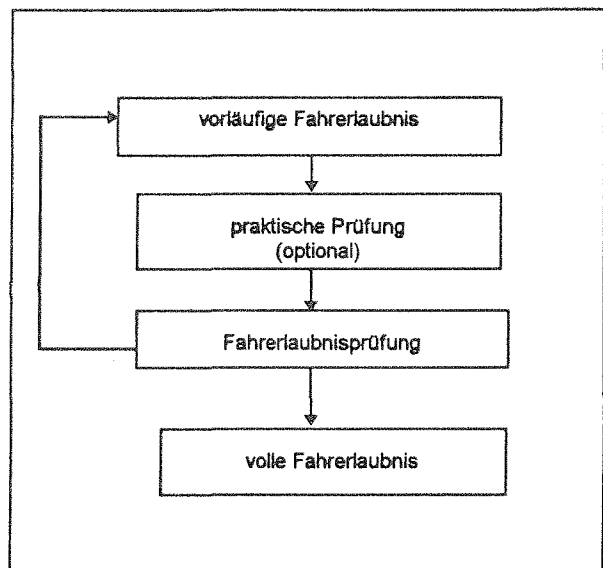 vorläufige Fahrerlaubnis
praktische Prüfung
(optional)
Fahrerlaubnisprüfung
volle Fahrerlaubnis